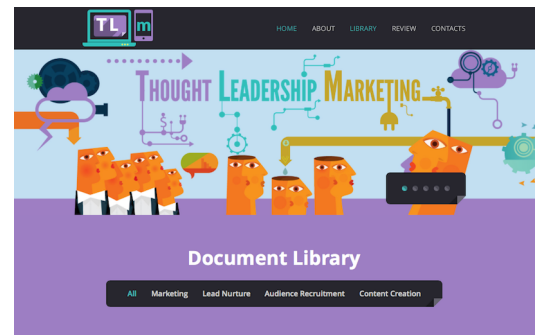 TL m
HOME ABOUT LIBRARY REVIEW CONTACTS
THOUGHT LEADERSHIP MARKETING
Document Library
All Marketing Lead Nurture Audience Recruitment Content Creation